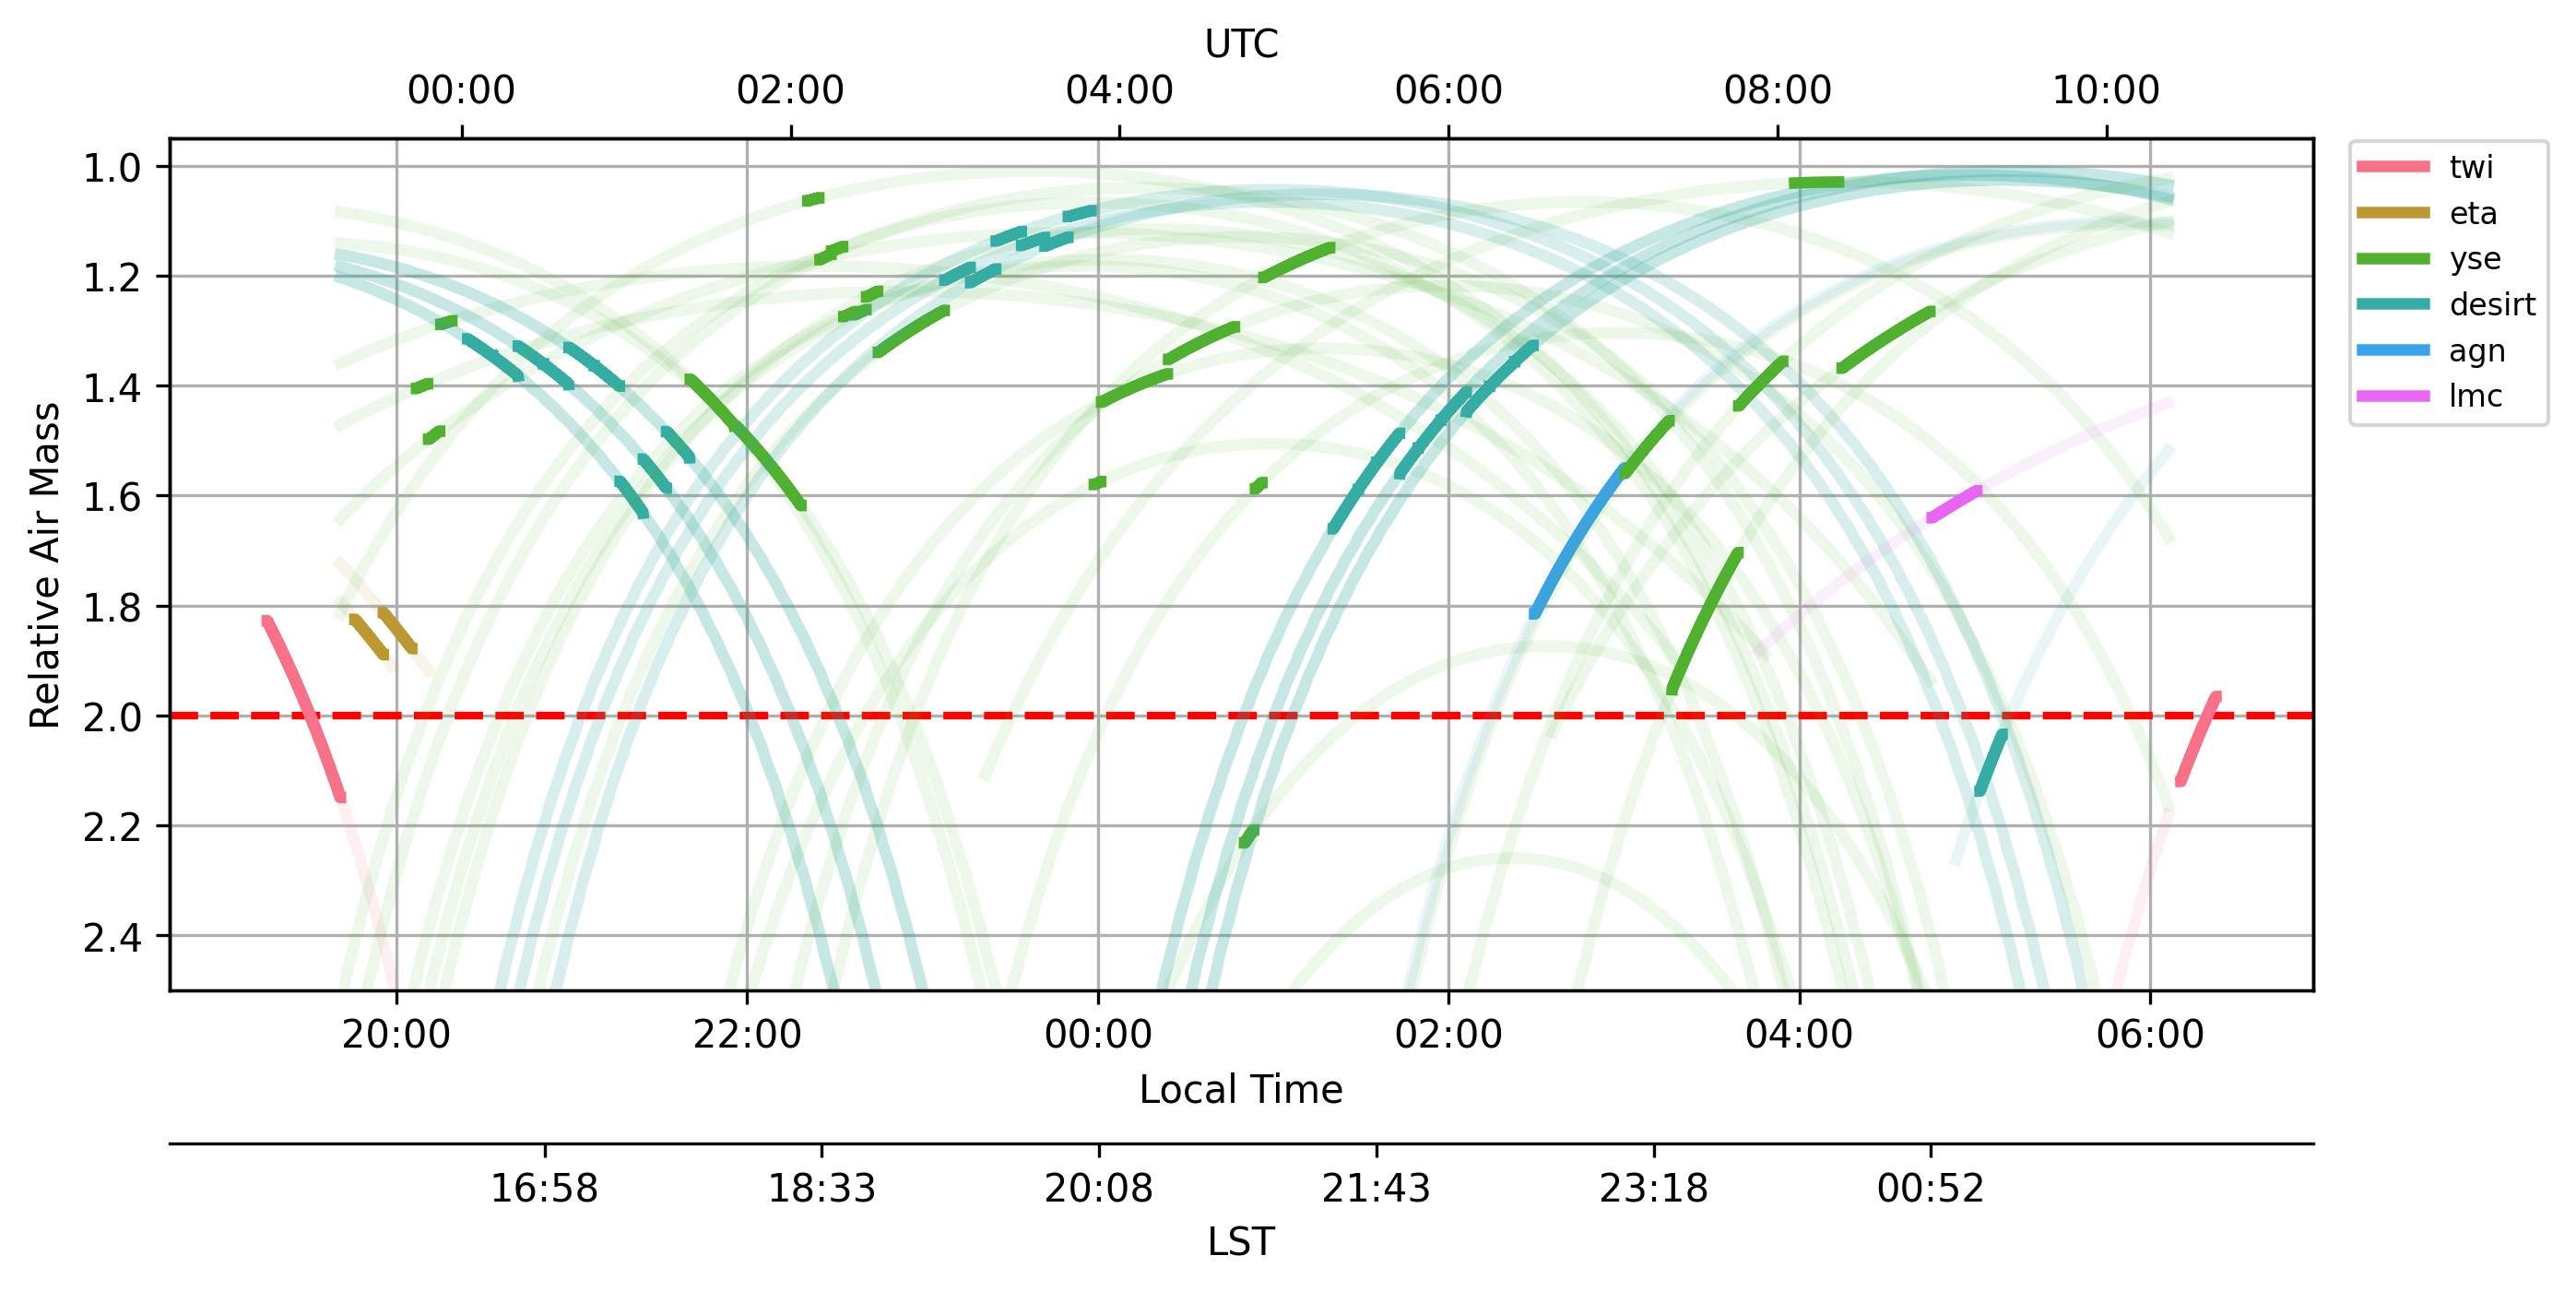 UTC
00:00 02:00 04:00 06:00 08:00 10:00
Relative Air Mass
1.0
1.2
1.4
1.6
1.8
2.0
2.2
2.4
twi
eta
yse
desirt
agn
lmc
20:00 22:00 00:00 02:00 04:00 06:00
Local Time
16:58 18:33 20:08 21:43 23:18 00:52
LST